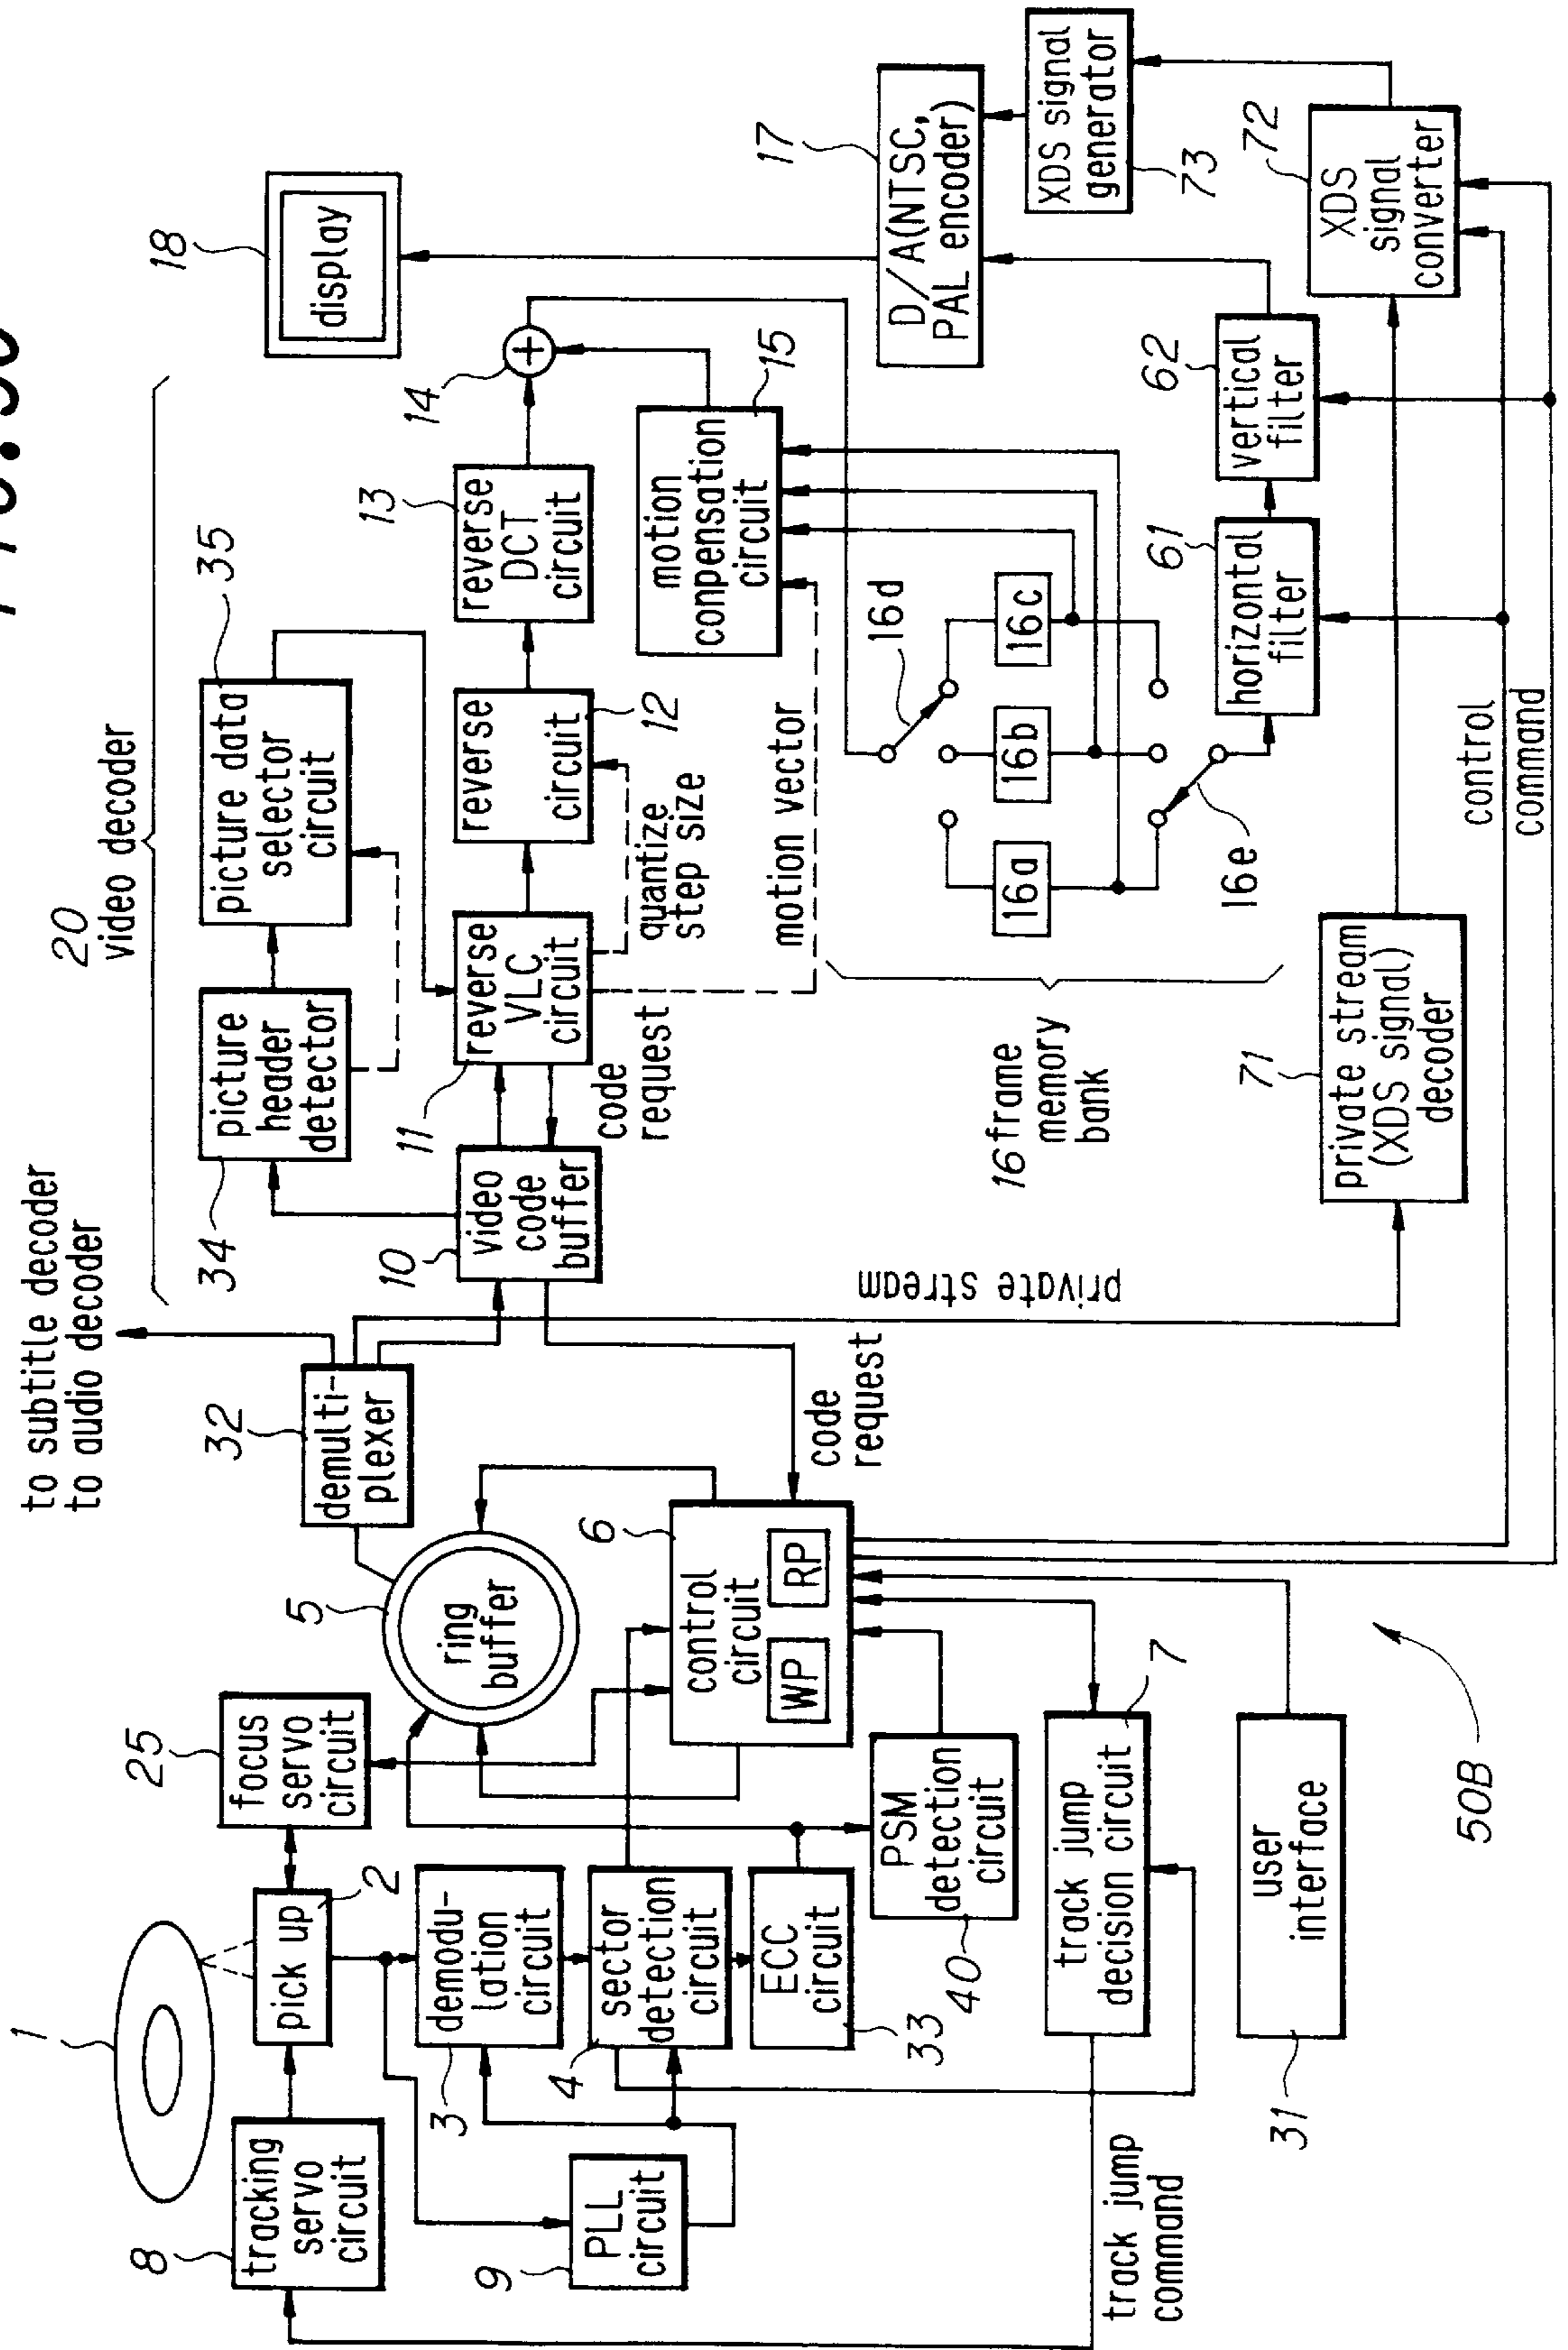 20
video decoder
to subtitle decoder
to audio decoder
1
8
tracking
servo
circuit
pick up
2
25
focus
servo
circuit
5
ring
buffer
32
demulti-
plexer
34
picture
header
detector
35
picture data
selector
circuit
18
display
10
video
code
buffer
11
reverse
VLC
circuit
code
request
quantize
step size
reverse
circuit
12
13
reverse
DCT
circuit
14
+
motion
conpensation
circuit
15
motion vector
9
PLL
circuit
3
demodu-
lation
circuit
4
sector
detection
circuit
ECC
circuit
33
6
control
circuit
WP
RP
code
request
private stream
16 frame
memory
bank
16a
16b
16c
16d
16e
17
D/A(NTSC,
PAL encoder)
XDS signal
generator
73
PSM
detection
circuit
40
track jump
decision circuit
7
track jump
command
user
interface
31
50B
71
private stream
(XDS signal)
decoder
61
horizontal
filter
62
vertical
filter
72
XDS
signal
converter
control
command